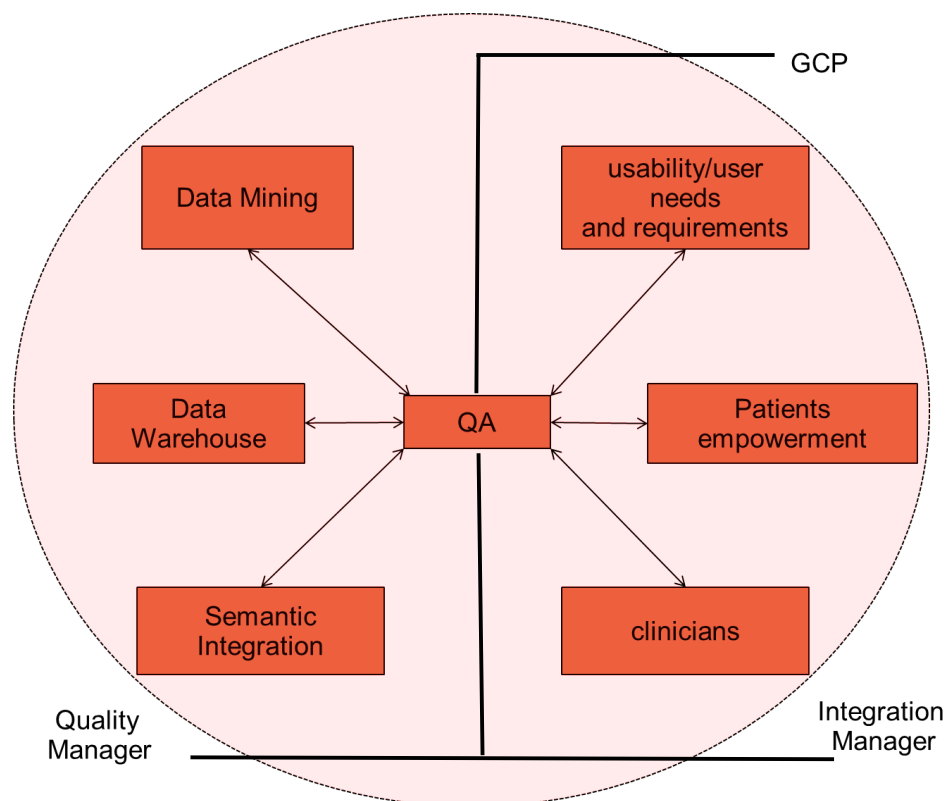 GCP
Data Mining
usability/user
needs
and requirements
Data
Warehouse
QA
Patients
empowerment
Semantic
Integration
clinicians
Quality
Manager
Integration
Manager